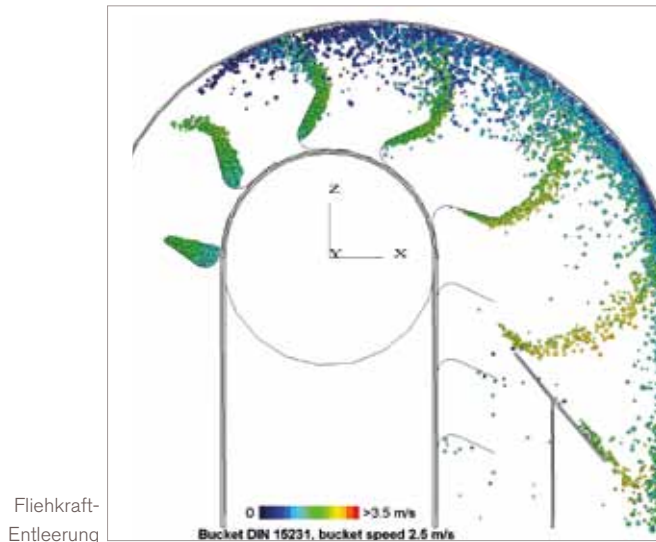 Z
Y
X
0 >3.5 m/s
Bucket DIN 15231, bucket speed 2.5 m/s
Fliehkraft-
Entleerung